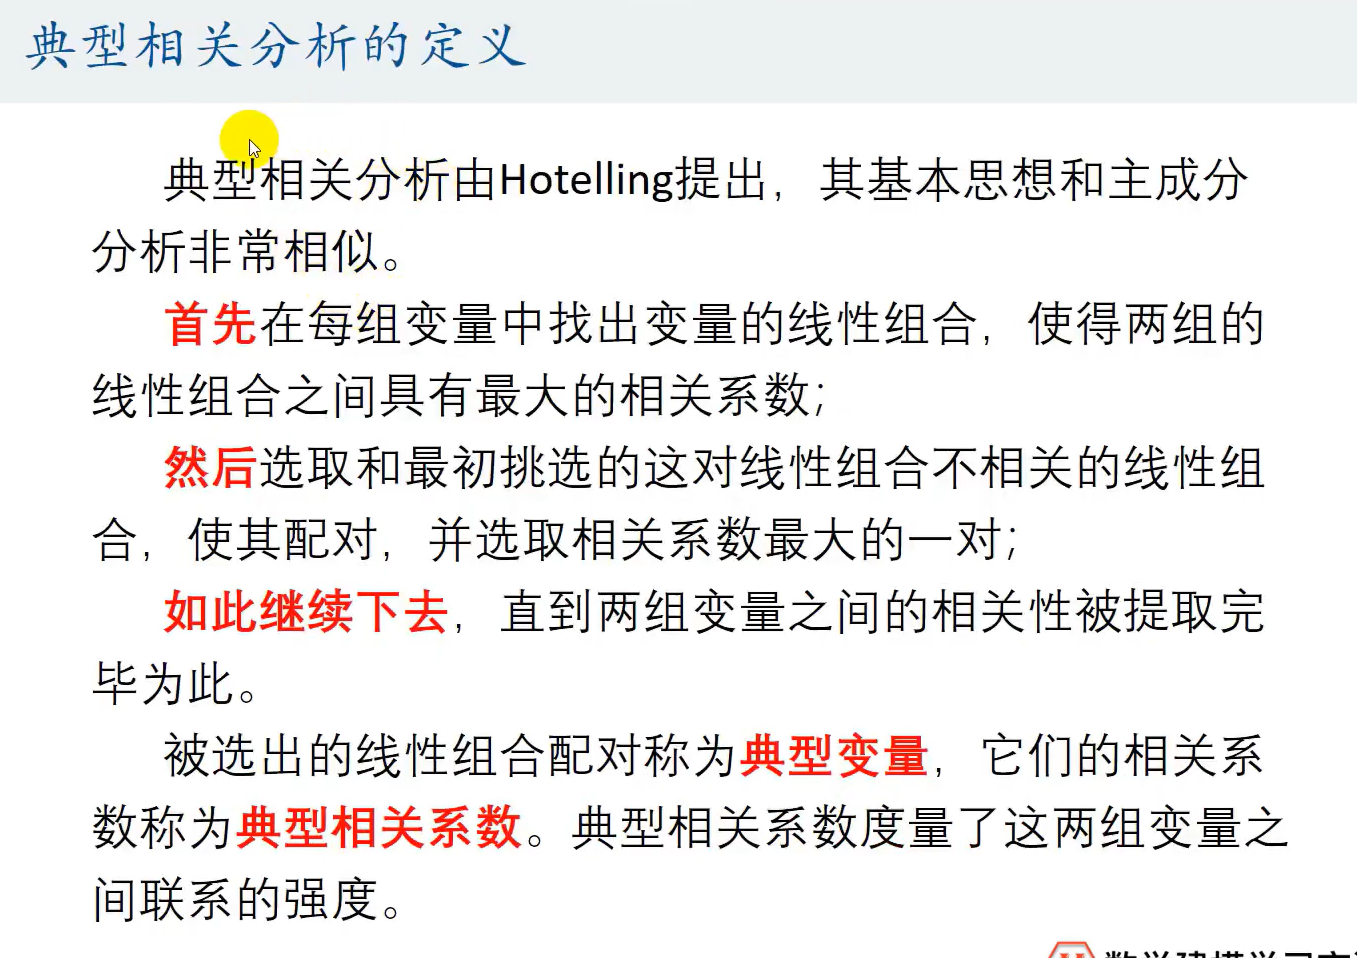 典型相关分析的定义
典型相关分析由Hotelling提出，其基本思想和主成分
分析非常相似。
首先在每组变量中找出变量的线性组合，使得两组的
线性组合之间具有最大的相关系数；
然后选取和最初挑选的这对线性组合不相关的线性组
合，使其配对，并选取相关系数最大的一对；
如此继续下去，直到两组变量之间的相关性被提取完
毕为此。
被选出的线性组合配对称为典型变量，它们的相关系
数称为典型相关系数。典型相关系数度量了这两组变量之
间联系的强度。